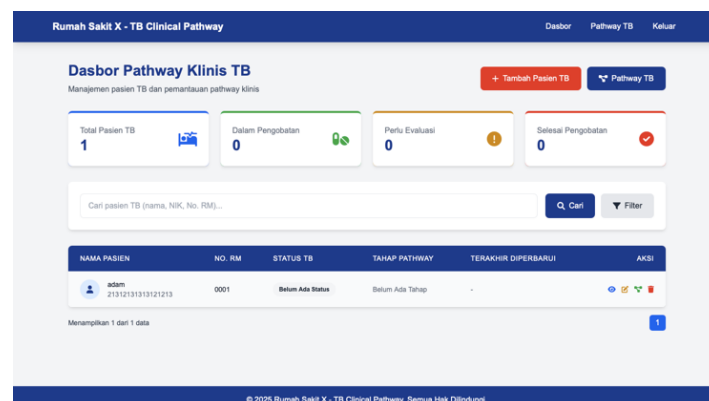 Rumah Sakit X - TB Clinical Pathway
Dasbor Pathway TB Keluar
Dasbor Pathway Klinis TB
Manajemen pasien TB dan pemantauan pathway klinis
+ Tambah Pasien TB
Pathway TB
Total Pasien TB
1
Dalam Pengobatan
0
Perlu Evaluasi
0
Selesai Pengobatan
0
Cari pasien TB (nama, NIK, No. RM)...
Cari
Filter
NAMA PASIEN NO. RM STATUS TB TAHAP PATHWAY TERAKHIR DIPERBARUI AKSI
adam
21312131313121213
0001 Belum Ada Status Belum Ada Tahap -
Menampilkan 1 dari 1 data
1
© 2025 Rumah Sakit X - TB Clinical Pathway. Semua Hak Dilindungi.